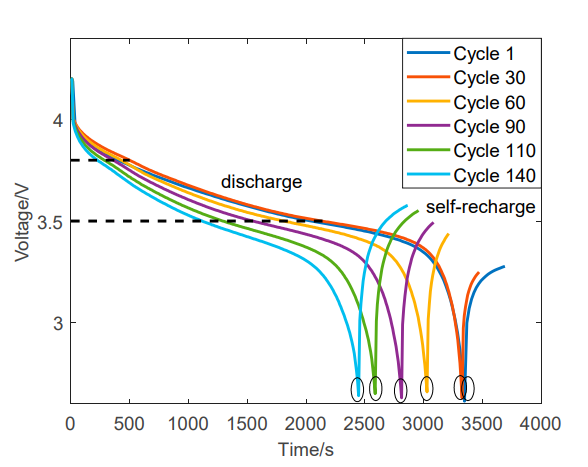 Cycle 1
Cycle 30
Cycle 60
Cycle 90
Cycle 110
Cycle 140
discharge
self-recharge
Voltage/V
4
3.5
3
0 500 1000 1500 2000 2500 3000 3500 4000
Time/s